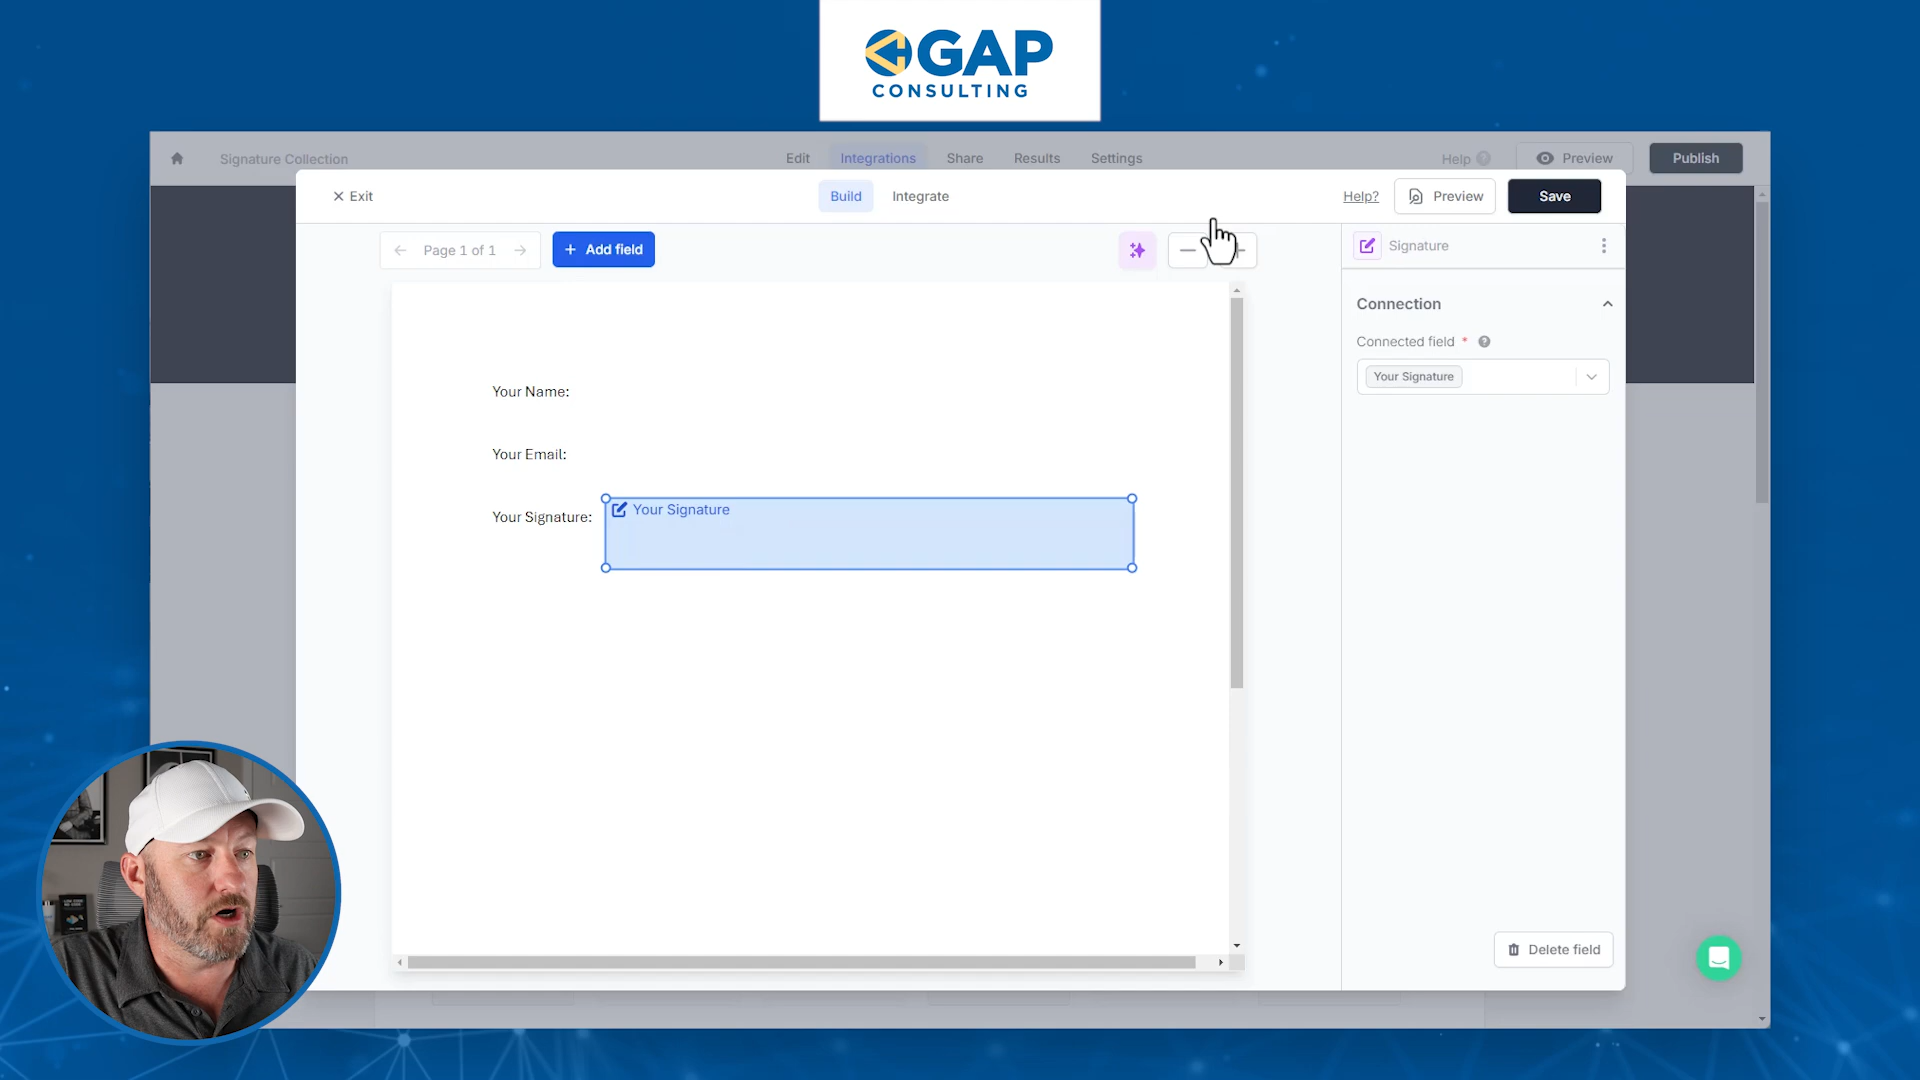 GAP
CONSULTING
Signature Collection
Edit Integrations Share Results Settings
Help
Preview
Publish
Exit
Build Integrate
Help?
Preview
Save
Page 1 of 1
Add field
Signature
Connection
Connected field *
Your Signature
Your Name:
Your Email:
Your Signature:
Your Signature
Delete field